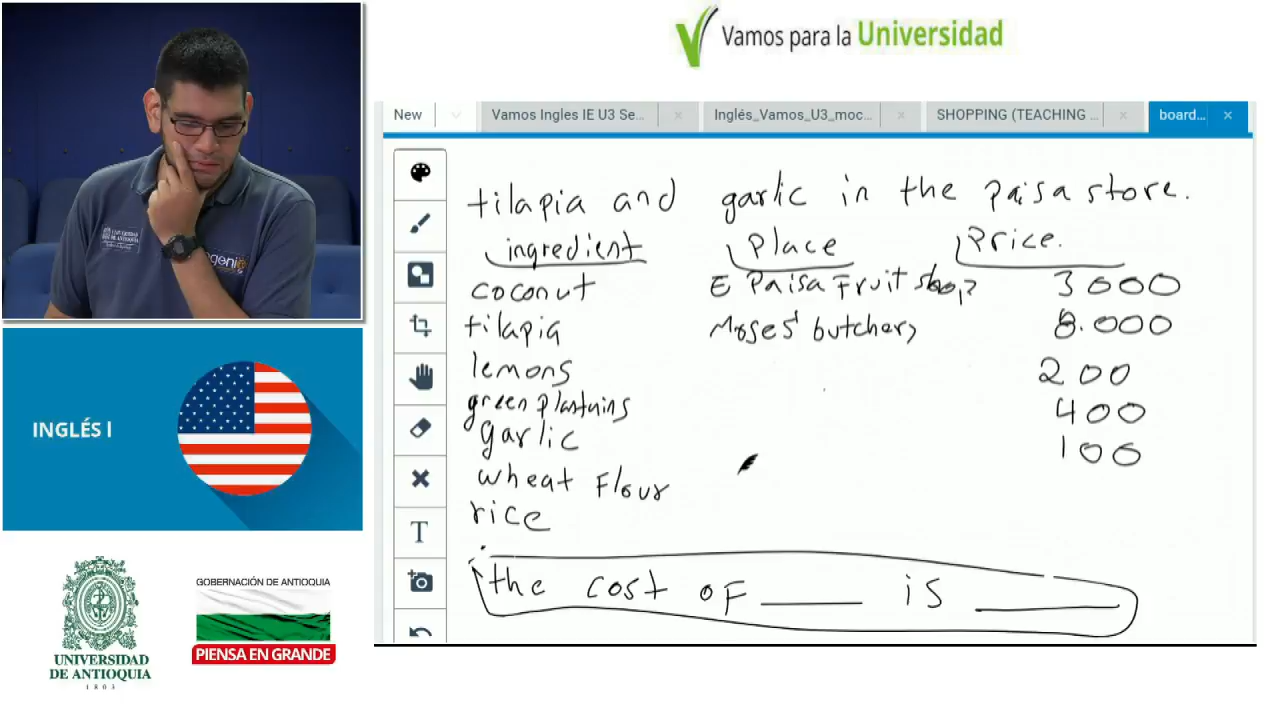 Vamos para la Universidad
New
Vamos Ingles IE U3 Se...
Inglés_Vamos_U3_moc...
SHOPPING (TEACHING ...
board...
tilapia and garlic in the paisa store.
ingredient Place Price.
coconut E Paisa Fruit shop 3000
tilapia Moses' butchery 8.000
lemons 200
green plantains 400
garlic 100
wheat Flour
rice
the cost of ____ is ____
T
INGLÉS I
UNIVERSIDAD
DE ANTIOQUIA
1803
GOBERNACIÓN DE ANTIOQUIA
PIENSA EN GRANDE